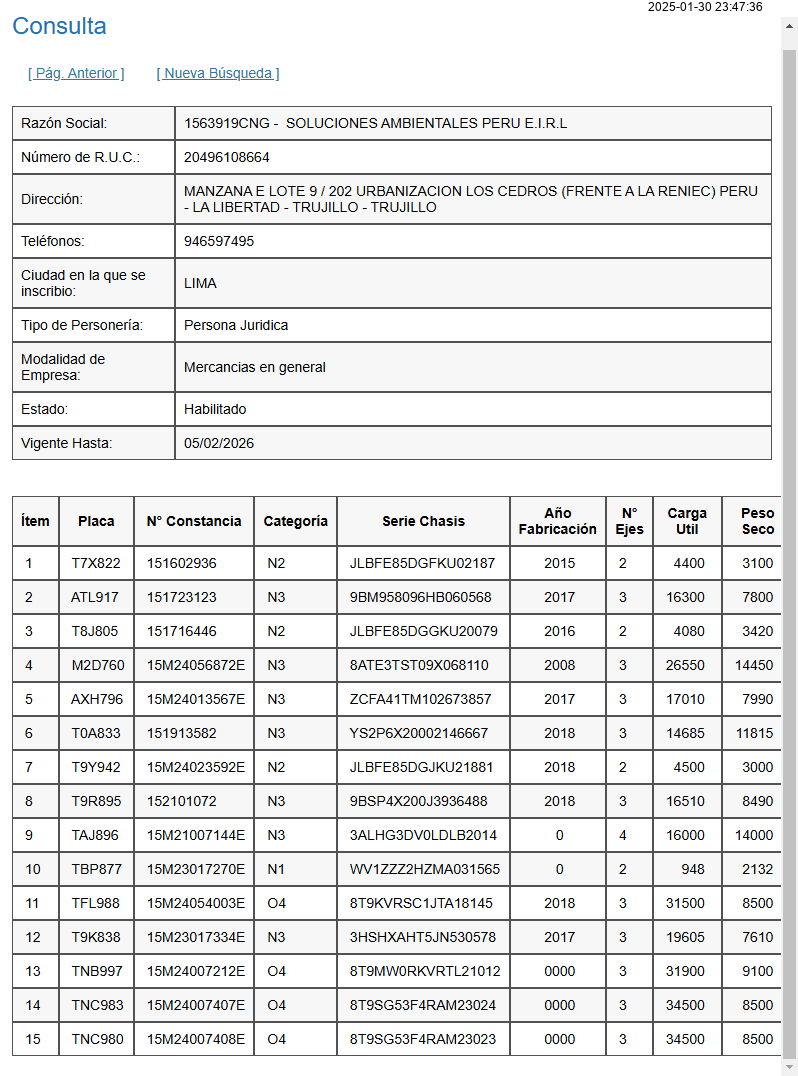 2025-01-30 23:47:36
Consulta
[ Pág. Anterior ] [ Nueva Búsqueda ]
Razón Social: 1563919CNG - SOLUCIONES AMBIENTALES PERU E.I.R.L
Número de R.U.C.: 20496108664
Dirección: MANZANA E LOTE 9 / 202 URBANIZACION LOS CEDROS (FRENTE A LA RENIEC) PERU
- LA LIBERTAD - TRUJILLO - TRUJILLO
Teléfonos: 946597495
Ciudad en la que se
inscribio: LIMA
Tipo de Personería: Persona Juridica
Modalidad de
Empresa: Mercancias en general
Estado: Habilitado
Vigente Hasta: 05/02/2026
Ítem Placa N° Constancia Categoría Serie Chasis Año Fabricación N° Ejes Carga Util Peso Seco
1 T7X822 151602936 N2 JLBFE85DGFKU02187 2015 2 4400 3100
2 ATL917 151723123 N3 9BM958096HB060568 2017 3 16300 7800
3 T8J805 151716446 N2 JLBFE85DGGKU20079 2016 2 4080 3420
4 M2D760 15M24056872E N3 8ATE3TST09X068110 2008 3 26550 14450
5 AXH796 15M24013567E N3 ZCFA41TM102673857 2017 3 17010 7990
6 T0A833 151913582 N3 YS2P6X20002146667 2018 3 14685 11815
7 T9Y942 15M24023592E N2 JLBFE85DGJKU21881 2018 2 4500 3000
8 T9R895 152101072 N3 9BSP4X200J3936488 2018 3 16510 8490
9 TAJ896 15M21007144E N3 3ALHG3DV0LDLB2014 0 4 16000 14000
10 TBP877 15M23017270E N1 WV1ZZZ2HZMA031565 0 2 948 2132
11 TFL988 15M24054003E O4 8T9KVRSC1JTA18145 2018 3 31500 8500
12 T9K838 15M23017334E N3 3HSHXAHT5JN530578 2017 3 19605 7610
13 TNB997 15M24007212E O4 8T9MW0RKVRTL21012 0000 3 31900 9100
14 TNC983 15M24007407E O4 8T9SG53F4RAM23024 0000 3 34500 8500
15 TNC980 15M24007408E O4 8T9SG53F4RAM23023 0000 3 34500 8500